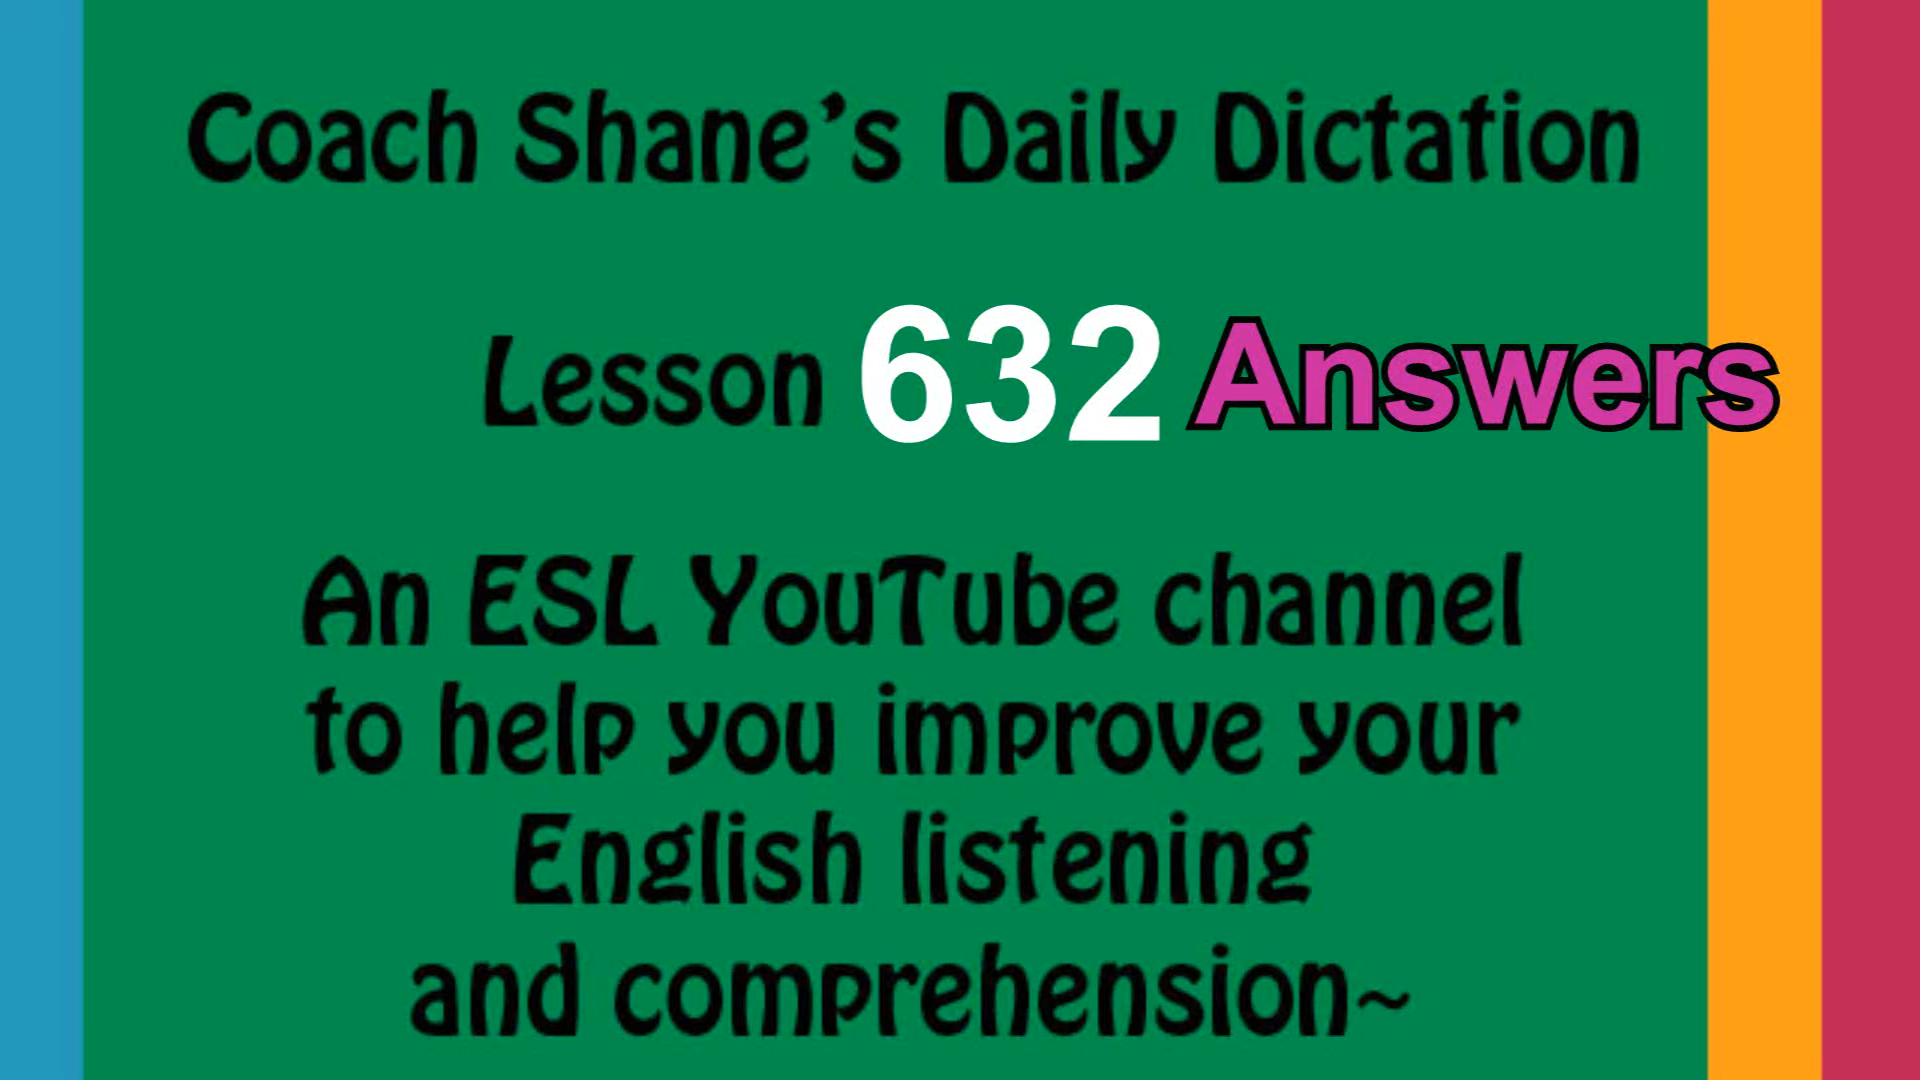 Coach Shane’s Daily Dictation
Lesson 632 Answers
An ESL YouTube channel
to help you improve your
English listening
and comprehension~